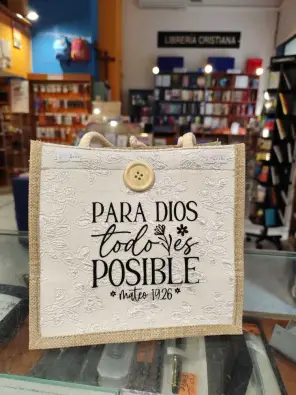 LIBRERIA CRISTIANA
PARA DIOS
todo es
POSIBLE
mateo 19:26